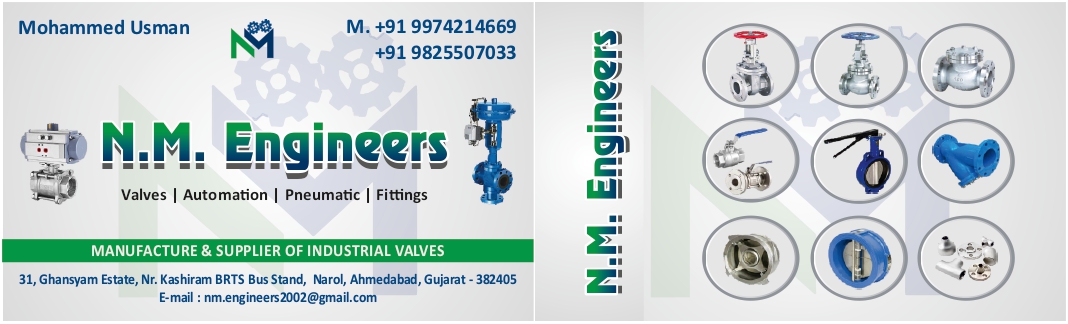 Mohammed Usman
NM
M. +91 9974214669
+91 9825507033
N.M. Engineers
Valves | Automation | Pneumatic | Fittings
MANUFACTURE & SUPPLIER OF INDUSTRIAL VALVES
31, Ghansyam Estate, Nr. Kashiram BRTS Bus Stand, Narol, Ahmedabad, Gujarat - 382405
E-mail : nm.engineers2002@gmail.com
N.M. Engineers